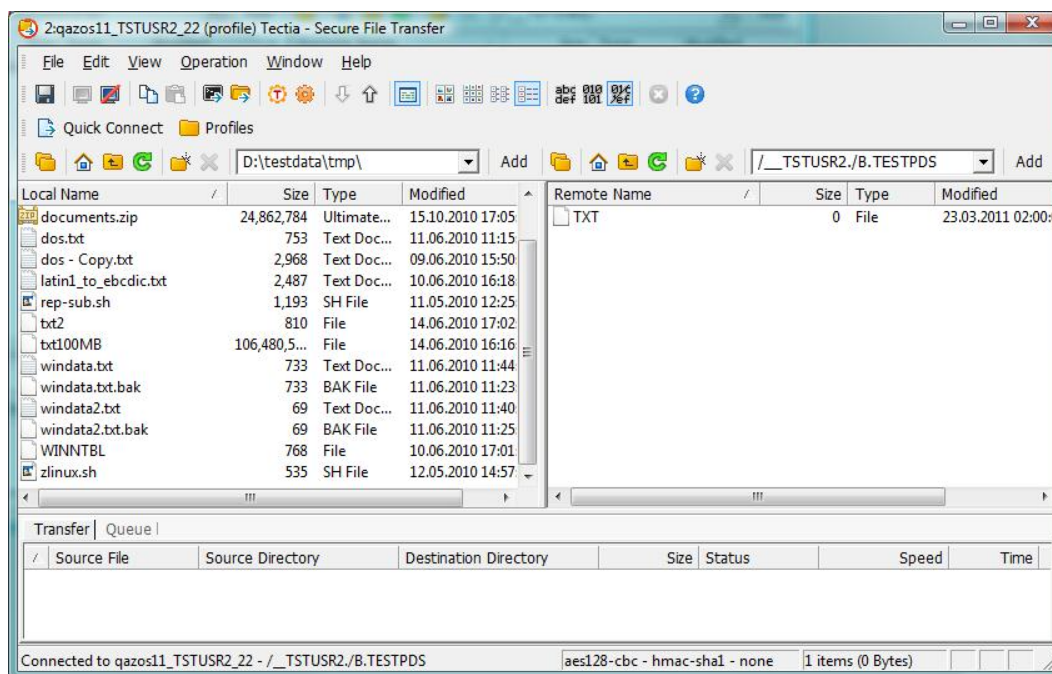 2:qazos11_TSTUSR2_22 (profile) Tectia - Secure File Transfer
File Edit View Operation Window Help
abc def 010 101
Quick Connect Profiles
D:\testdata\tmp\ Add /__TSTUSR2./B.TESTPDS Add
Local Name / Size Type Modified Remote Name / Size Type Modified
documents.zip 24,862,784 Ultimate... 15.10.2010 17:05: TXT 0 File 23.03.2011 02:00:
dos.txt 753 Text Doc... 11.06.2010 11:15:
dos - Copy.txt 2,968 Text Doc... 09.06.2010 15:50:
latin1_to_ebcdic.txt 2,487 Text Doc... 10.06.2010 16:18:
rep-sub.sh 1,193 SH File 11.05.2010 12:25:
txt2 810 File 14.06.2010 17:02:
txt100MB 106,480,5... File 14.06.2010 16:16:
windata.txt 733 Text Doc... 11.06.2010 11:44:
windata.txt.bak 733 BAK File 11.06.2010 11:23:
windata2.txt 69 Text Doc... 11.06.2010 11:40:
windata2.txt.bak 69 BAK File 11.06.2010 11:25:
WINNTBL 768 File 10.06.2010 17:01:
zlinux.sh 535 SH File 12.05.2010 14:57:
Transfer Queue
/ Source File Source Directory Destination Directory Size Status Speed Time
Connected to qazos11_TSTUSR2_22 - /__TSTUSR2./B.TESTPDS aes128-cbc - hmac-sha1 - none 1 items (0 Bytes)